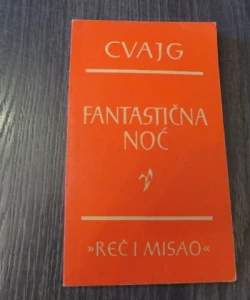 CVAJG
FANTASTIČNA
NOĆ
»REČ I MISAO«